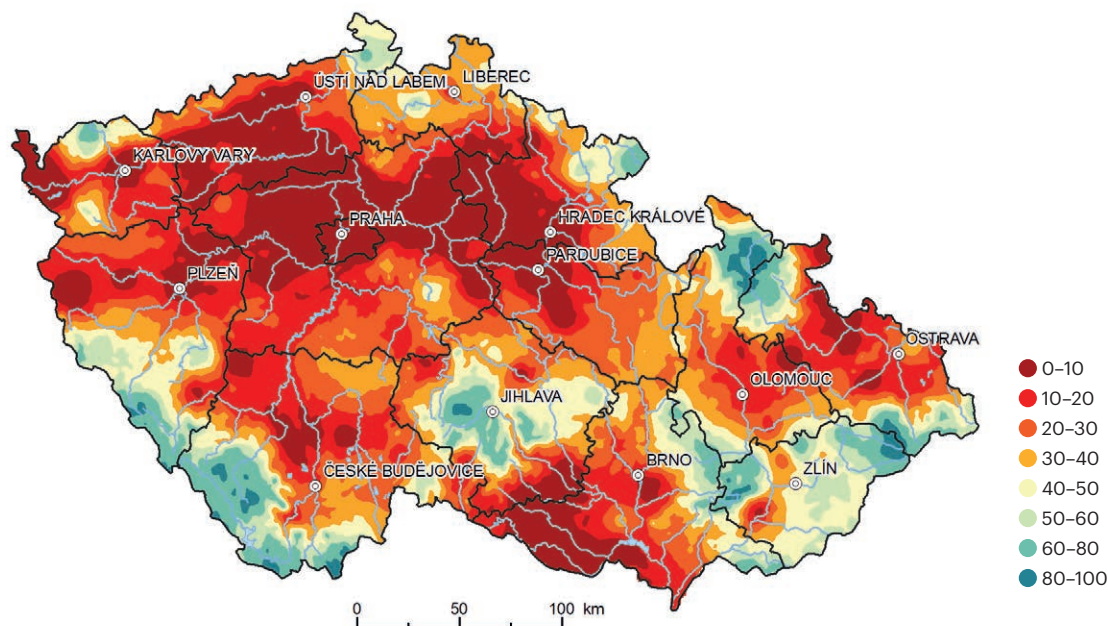 ÚSTÍ NAD LABEM
LIBEREC
KARLOVY VARY
PRAHA
HRADEC KRÁLOVÉ
PARDUBICE
PLZEŇ
OSTRAVA
OLOMOUC
JIHLAVA
ČESKÉ BUDĚJOVICE
BRNO
ZLÍN
0–10
10–20
20–30
30–40
40–50
50–60
60–80
80–100
0 50 100 km